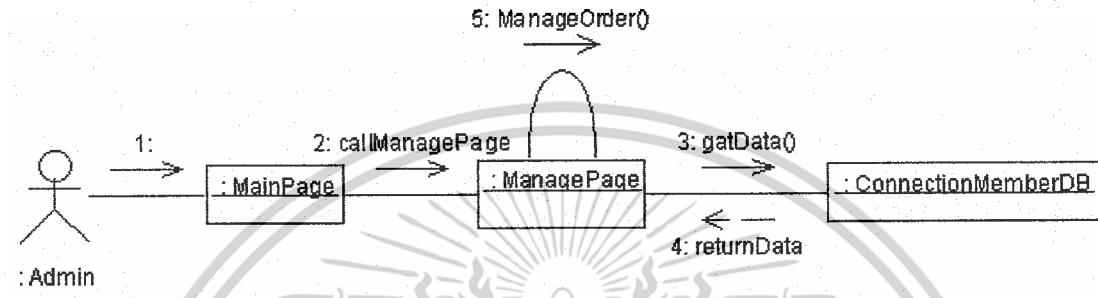 5: ManageOrder()
1:
2: callManagePage
3: gatData()
: MainPage
: ManagePage
: ConnectionMemberDB
4: returnData
: Admin